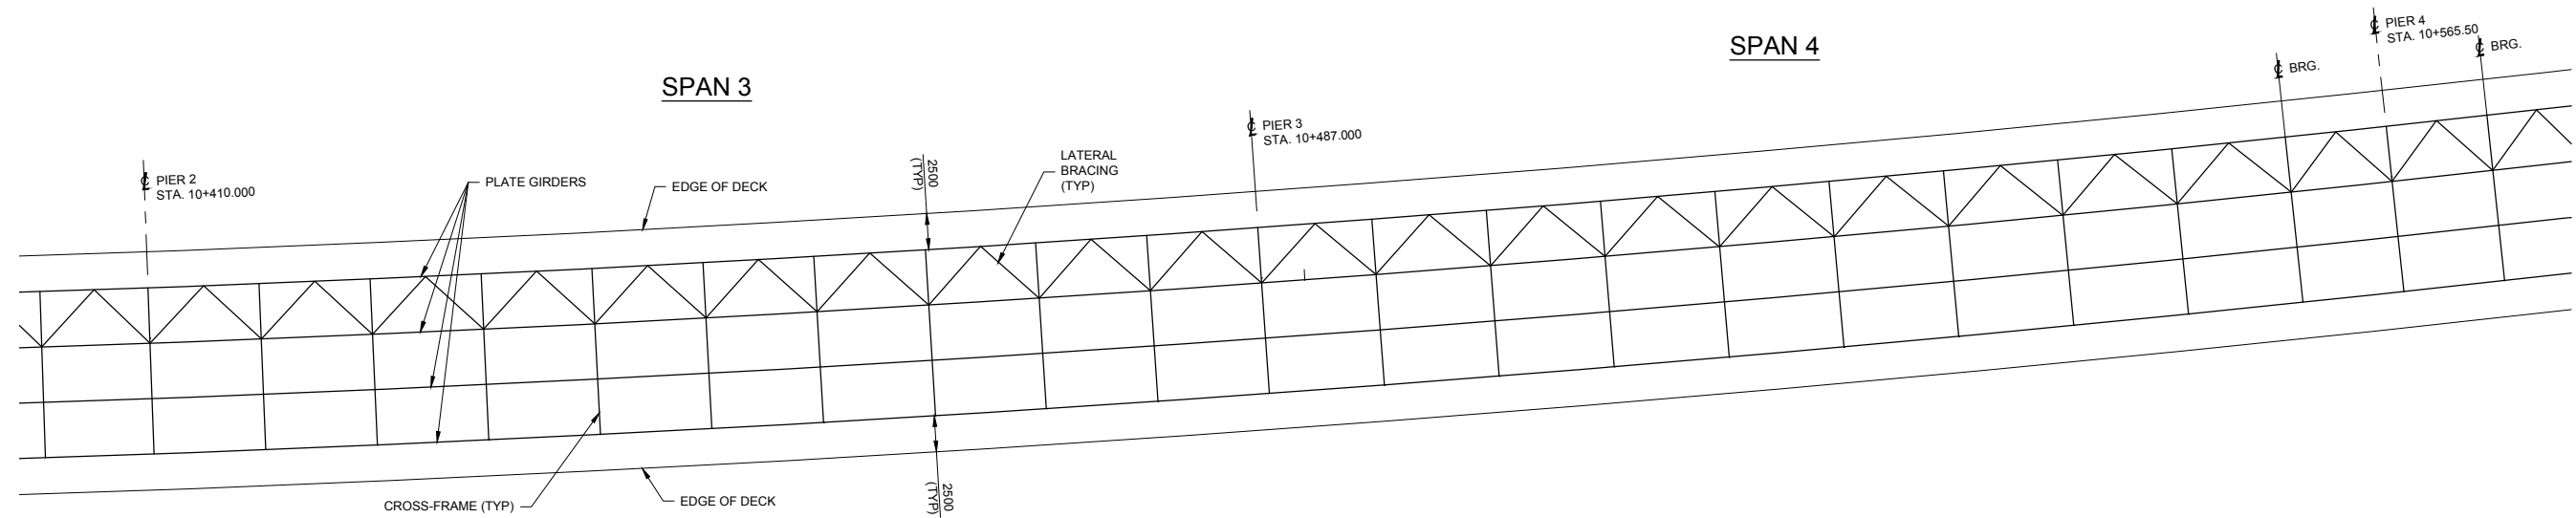 SPAN 3
SPAN 4
℄ PIER 2
STA. 10+410.000
PLATE GIRDERS
EDGE OF DECK
2500
(TYP)
LATERAL
BRACING
(TYP)
℄ PIER 3
STA. 10+487.000
℄ BRG.
℄ PIER 4
STA. 10+565.50
℄ BRG.
CROSS-FRAME (TYP)
EDGE OF DECK
2500
(TYP)